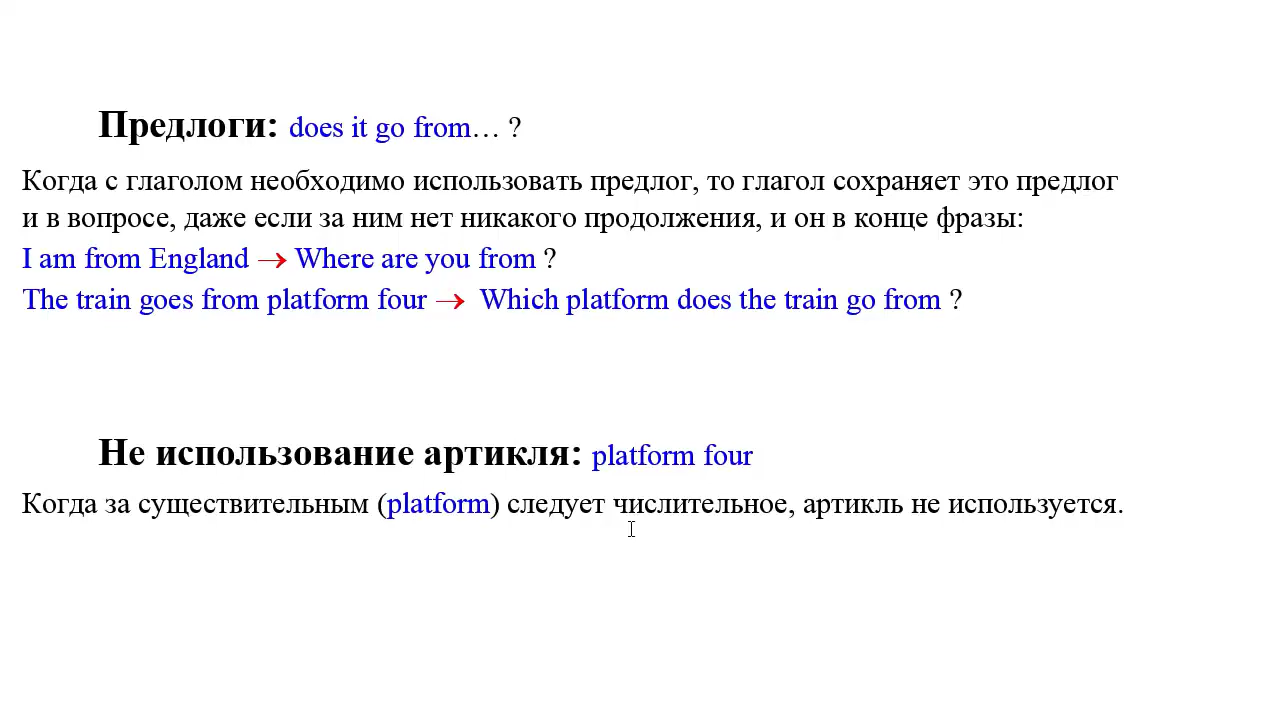 Предлоги: does it go from… ?
Когда с глаголом необходимо использовать предлог, то глагол сохраняет это предлог
и в вопросе, даже если за ним нет никакого продолжения, и он в конце фразы:
I am from England → Where are you from ?
The train goes from platform four → Which platform does the train go from ?
Не использование артикля: platform four
Когда за существительным (platform) следует числительное, артикль не используется.